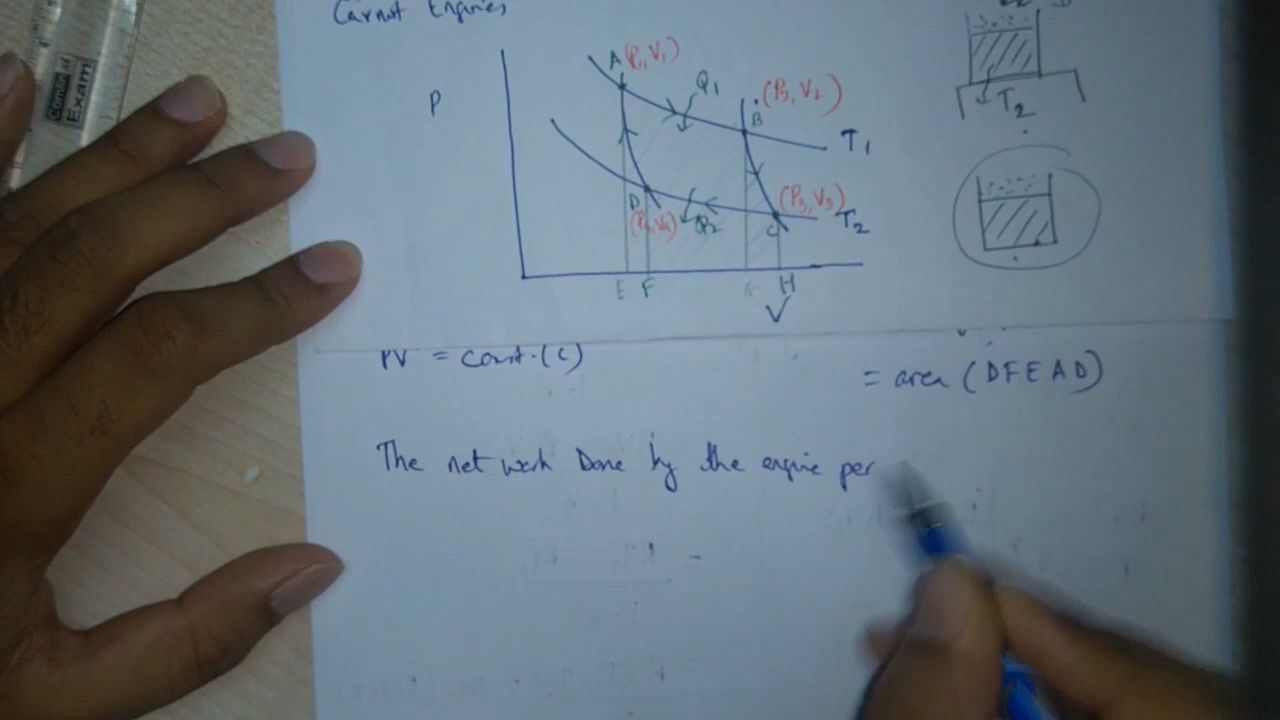 Carnot Engines
P
A (P1, V1)
Q1
(P2, V2)
B
T1
D
Q2
(P3, V3)
C
T2
E F G H
V
T2
PV = const. (C)
= area (DFEAD)
The net work Done by the engine per
Exam